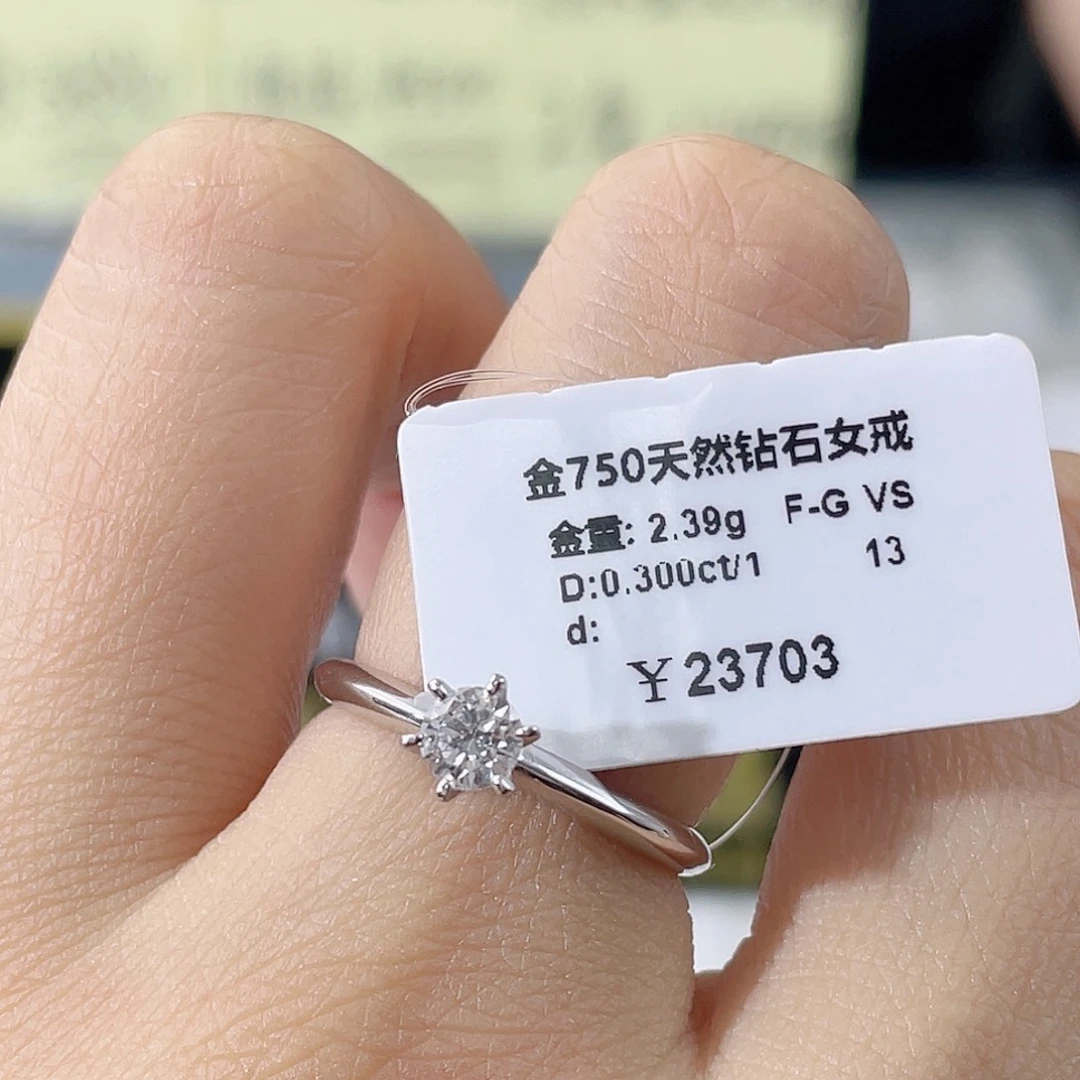 金750天然钻石女戒
金重: 2.39g F-G VS
D:0.300ct/1 13
d:
￥23703